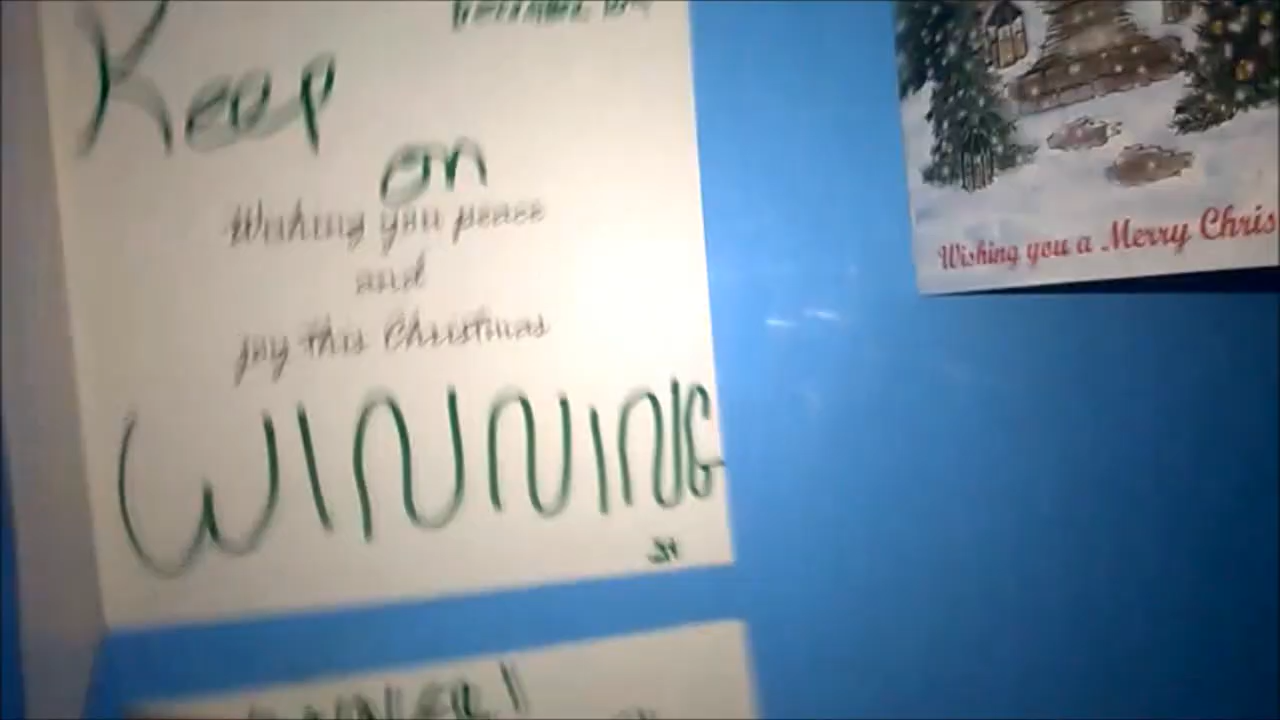 Keep
on
Wishing you peace
and
joy this Christmas
WINNING
Wishing you a Merry Chris